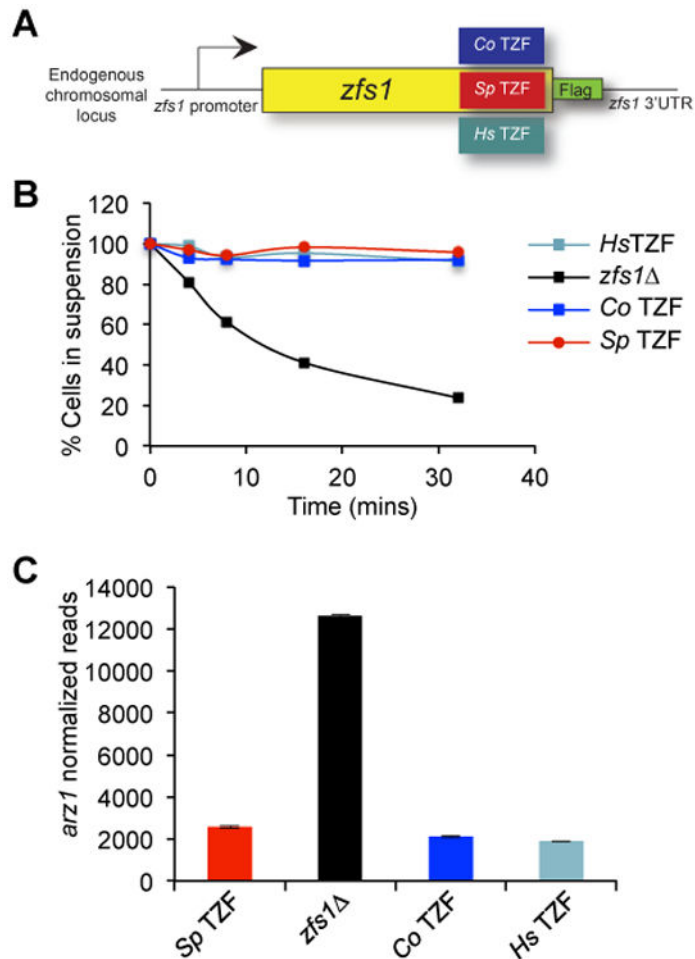 A
Co TZF
Endogenous
chromosomal
locus
zfs1 promoter
zfs1
Sp TZF
Flag
zfs1 3'UTR
Hs TZF
B
% Cells in suspension
120
100
80
60
40
20
0
0
10
20
30
40
Time (mins)
HsTZF
zfs1Δ
Co TZF
Sp TZF
C
arz1 normalized reads
14000
12000
10000
8000
6000
4000
2000
0
Sp TZF
zfs1Δ
Co TZF
Hs TZF